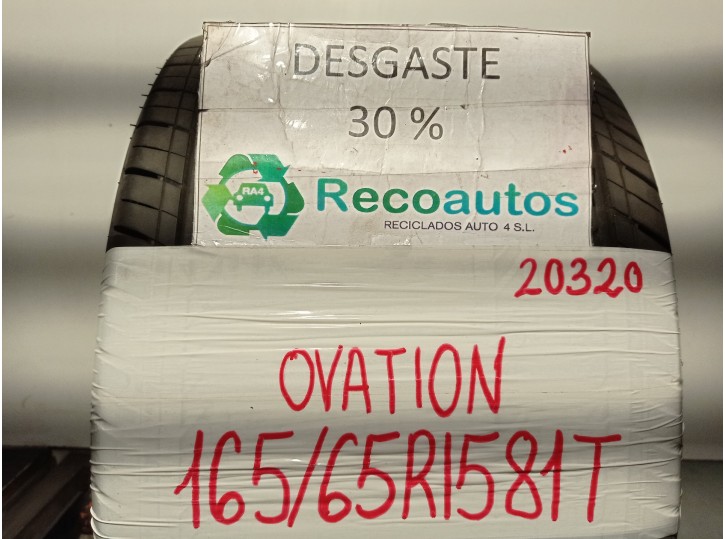 DESGASTE
30 %
RA4
Recoautos
RECICLADOS AUTO 4 S.L.
20320
OVATION
165/65R1581T